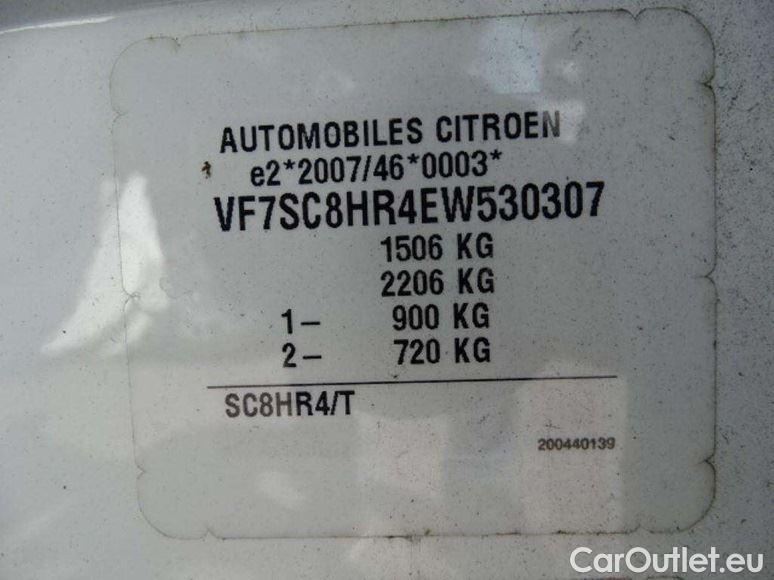 AUTOMOBILES CITROEN
e2*2007/46*0003*
VF7SC8HR4EW530307
1506 KG
2206 KG
1– 900 KG
2– 720 KG
SC8HR4/T
200440139
CarOutlet.eu